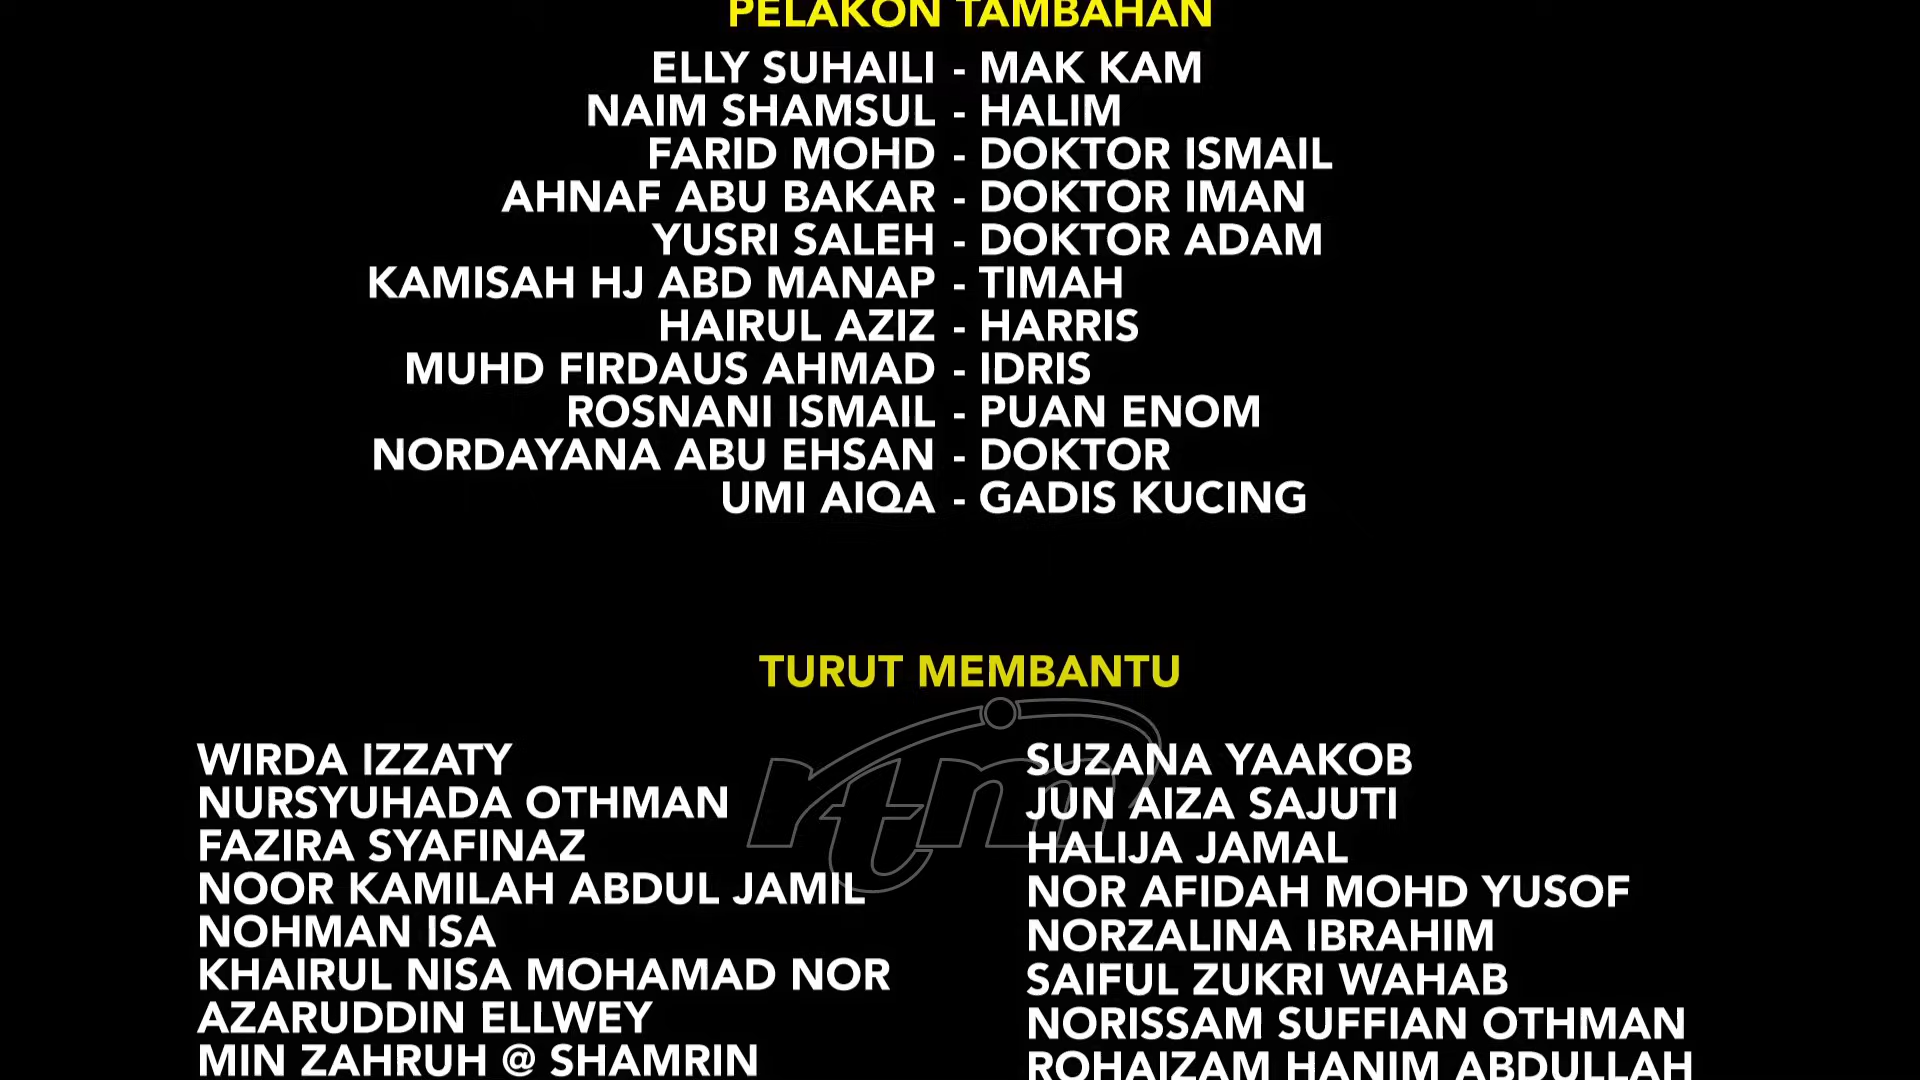 PELAKON TAMBAHAN
ELLY SUHAILI - MAK KAM
NAIM SHAMSUL - HALIM
FARID MOHD - DOKTOR ISMAIL
AHNAF ABU BAKAR - DOKTOR IMAN
YUSRI SALEH - DOKTOR ADAM
KAMISAH HJ ABD MANAP - TIMAH
HAIRUL AZIZ - HARRIS
MUHD FIRDAUS AHMAD - IDRIS
ROSNANI ISMAIL - PUAN ENOM
NORDAYANA ABU EHSAN - DOKTOR
UMI AIQA - GADIS KUCING
TURUT MEMBANTU
rtm
WIRDA IZZATY
NURSYUHADA OTHMAN
FAZIRA SYAFINAZ
NOOR KAMILAH ABDUL JAMIL
NOHMAN ISA
KHAIRUL NISA MOHAMAD NOR
AZARUDDIN ELLWEY
MIN ZAHRUH @ SHAMRIN
SUZANA YAAKOB
JUN AIZA SAJUTI
HALIJA JAMAL
NOR AFIDAH MOHD YUSOF
NORZALINA IBRAHIM
SAIFUL ZUKRI WAHAB
NORISSAM SUFFIAN OTHMAN
ROHAIZAM HANIM ABDULLAH